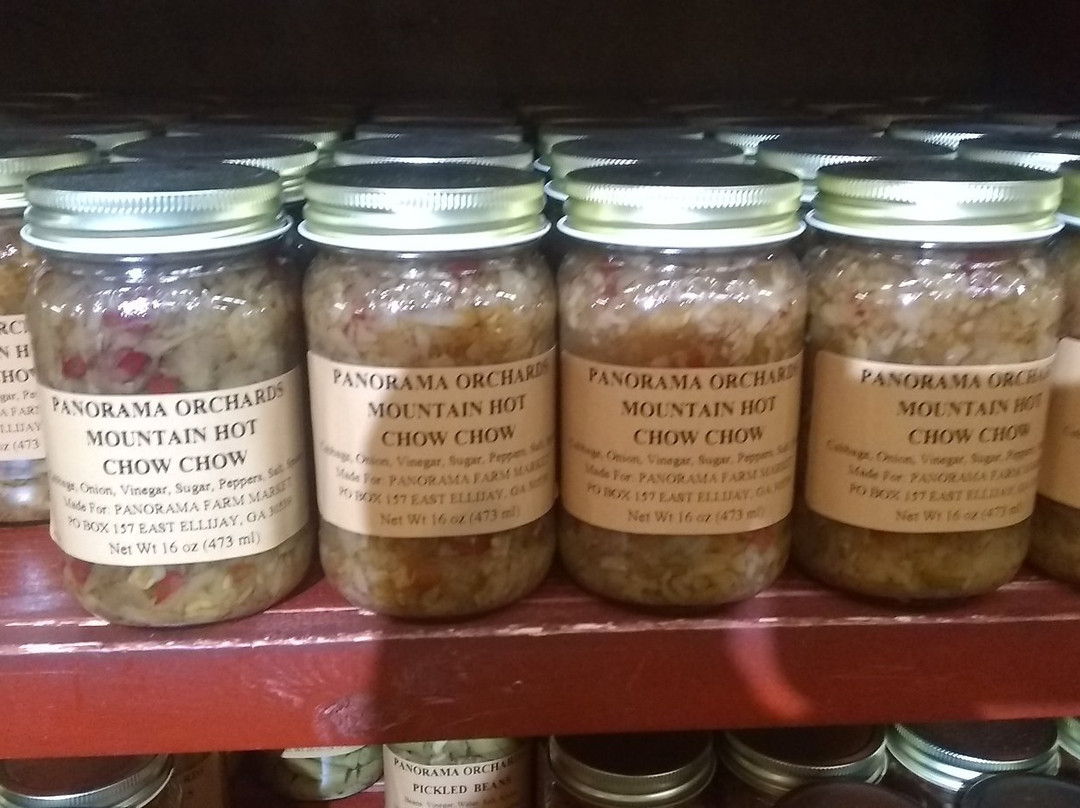 PANORAMA ORCHARDS
MOUNTAIN HOT
CHOW CHOW
Onion, Vinegar, Sugar, Peppers, Salt,
Made For: PANORAMA FARM MARKET
PO BOX 157 EAST ELLIJAY, GA
Net Wt 16 oz (473 ml)
PANORAMA ORCHARDS
MOUNTAIN HOT
CHOW CHOW
Cabbage, Onion, Vinegar, Sugar, Peppers, Salt,
Made For: PANORAMA FARM MARKET
PO BOX 157 EAST ELLIJAY, GA
Net Wt 16 oz (473 ml)
PANORAMA ORCHARDS
MOUNTAIN HOT
CHOW CHOW
Onion, Vinegar, Sugar, Peppers, Salt,
Made For: PANORAMA FARM MARKET
PO BOX 157 EAST ELLIJAY, GA
Net Wt 16 oz (473 ml)
PANORAMA ORCHA
MOUNTAIN HOT
CHOW CHOW
Cabbage, Onion, Vinegar, Sugar, Peppers,
Made For: PANORAMA FARM
PO BOX 157 EAST ELLIJAY, GA
Net Wt 16 oz (473 ml)
PANORAMA ORCHAR
PICKLED BEANS